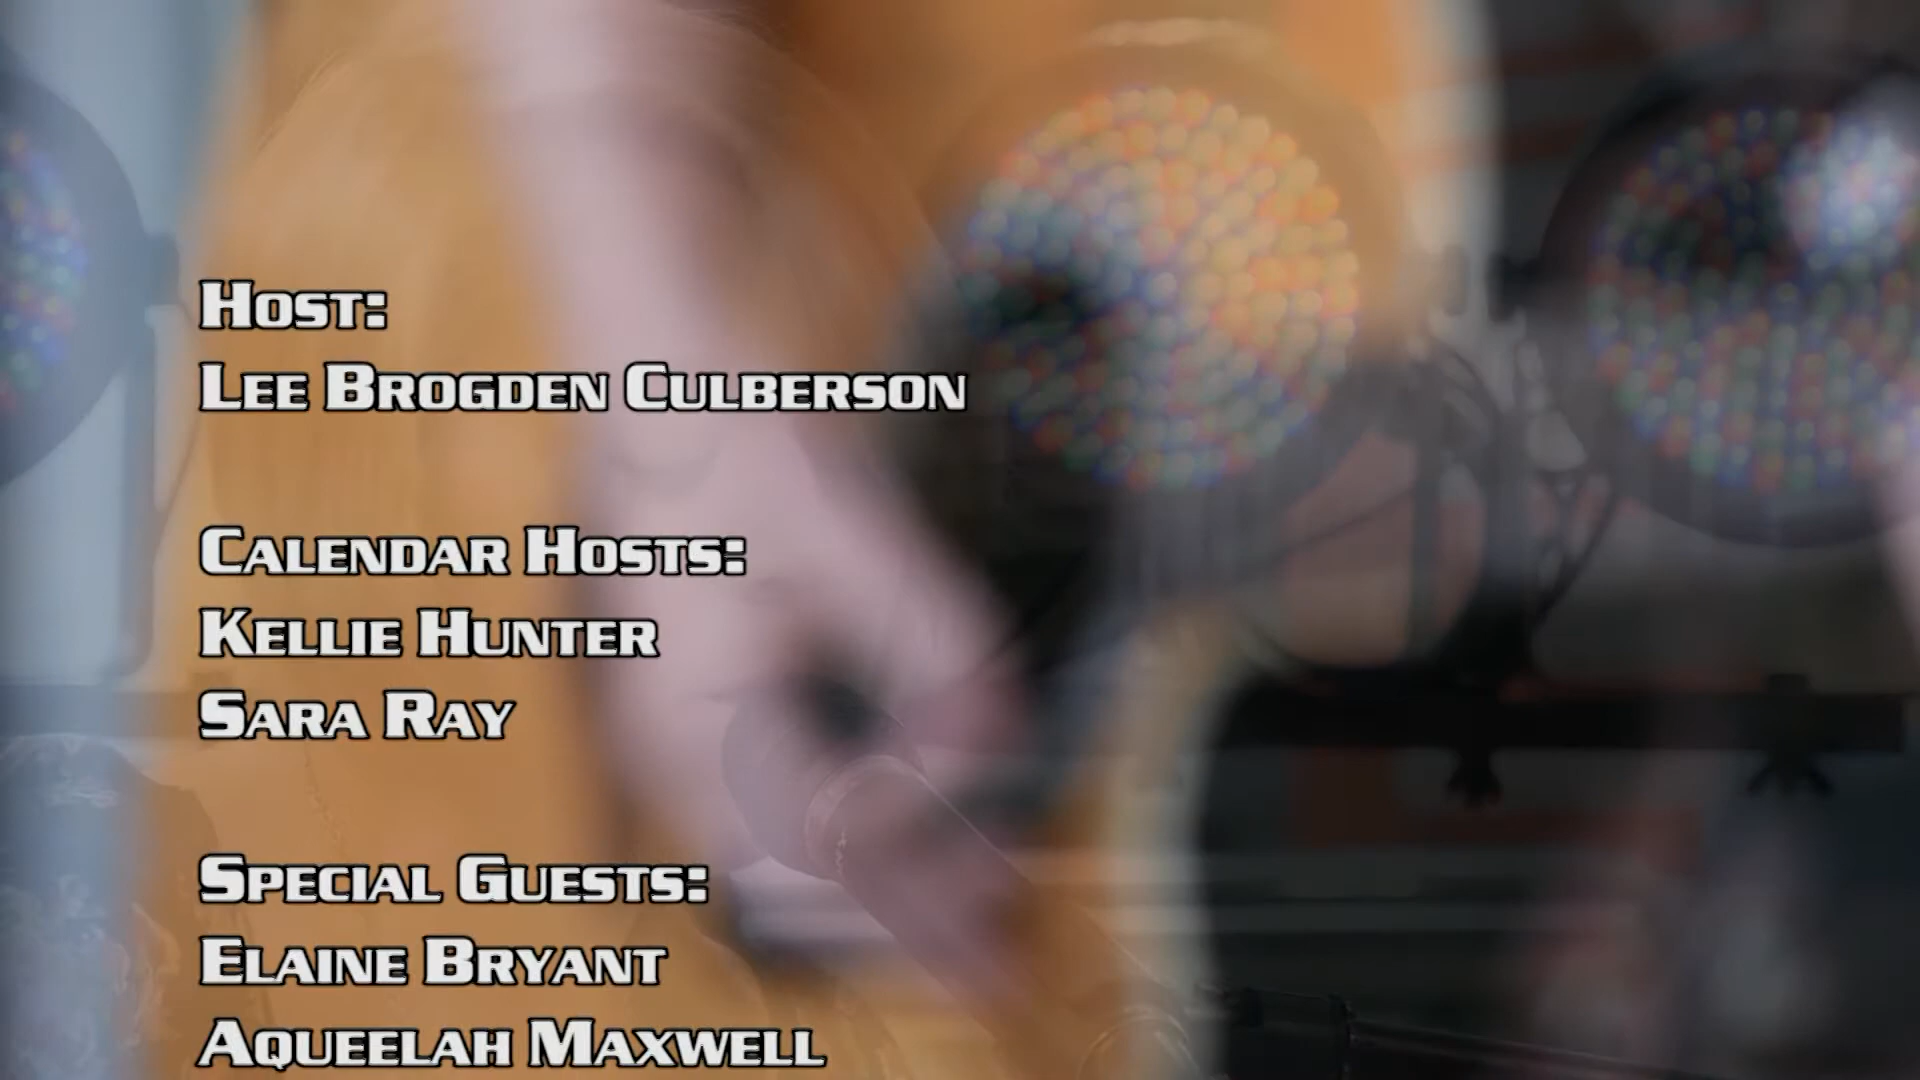 Host:
Lee Brogden Culberson
Calendar Hosts:
Kellie Hunter
Sara Ray
Special Guests:
Elaine Bryant
Aqueelah Maxwell